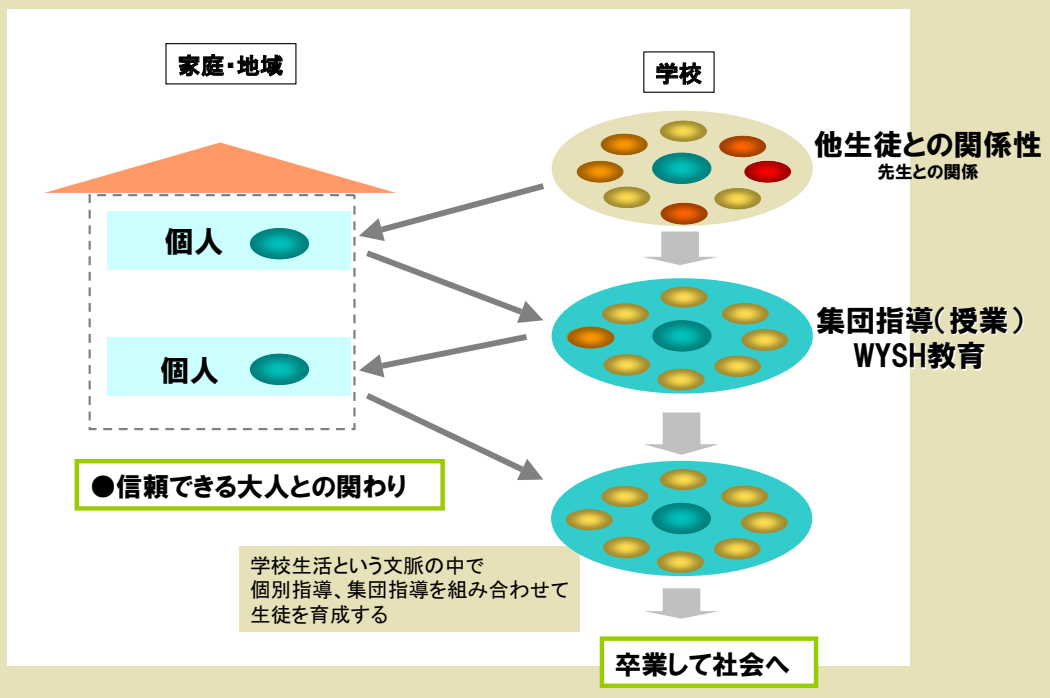 家庭・地域
学校
他生徒との関係性
先生との関係
個人
集団指導(授業)
WYSH教育
個人
●信頼できる大人との関わり
学校生活という文脈の中で
個別指導、集団指導を組み合わせて
生徒を育成する
卒業して社会へ